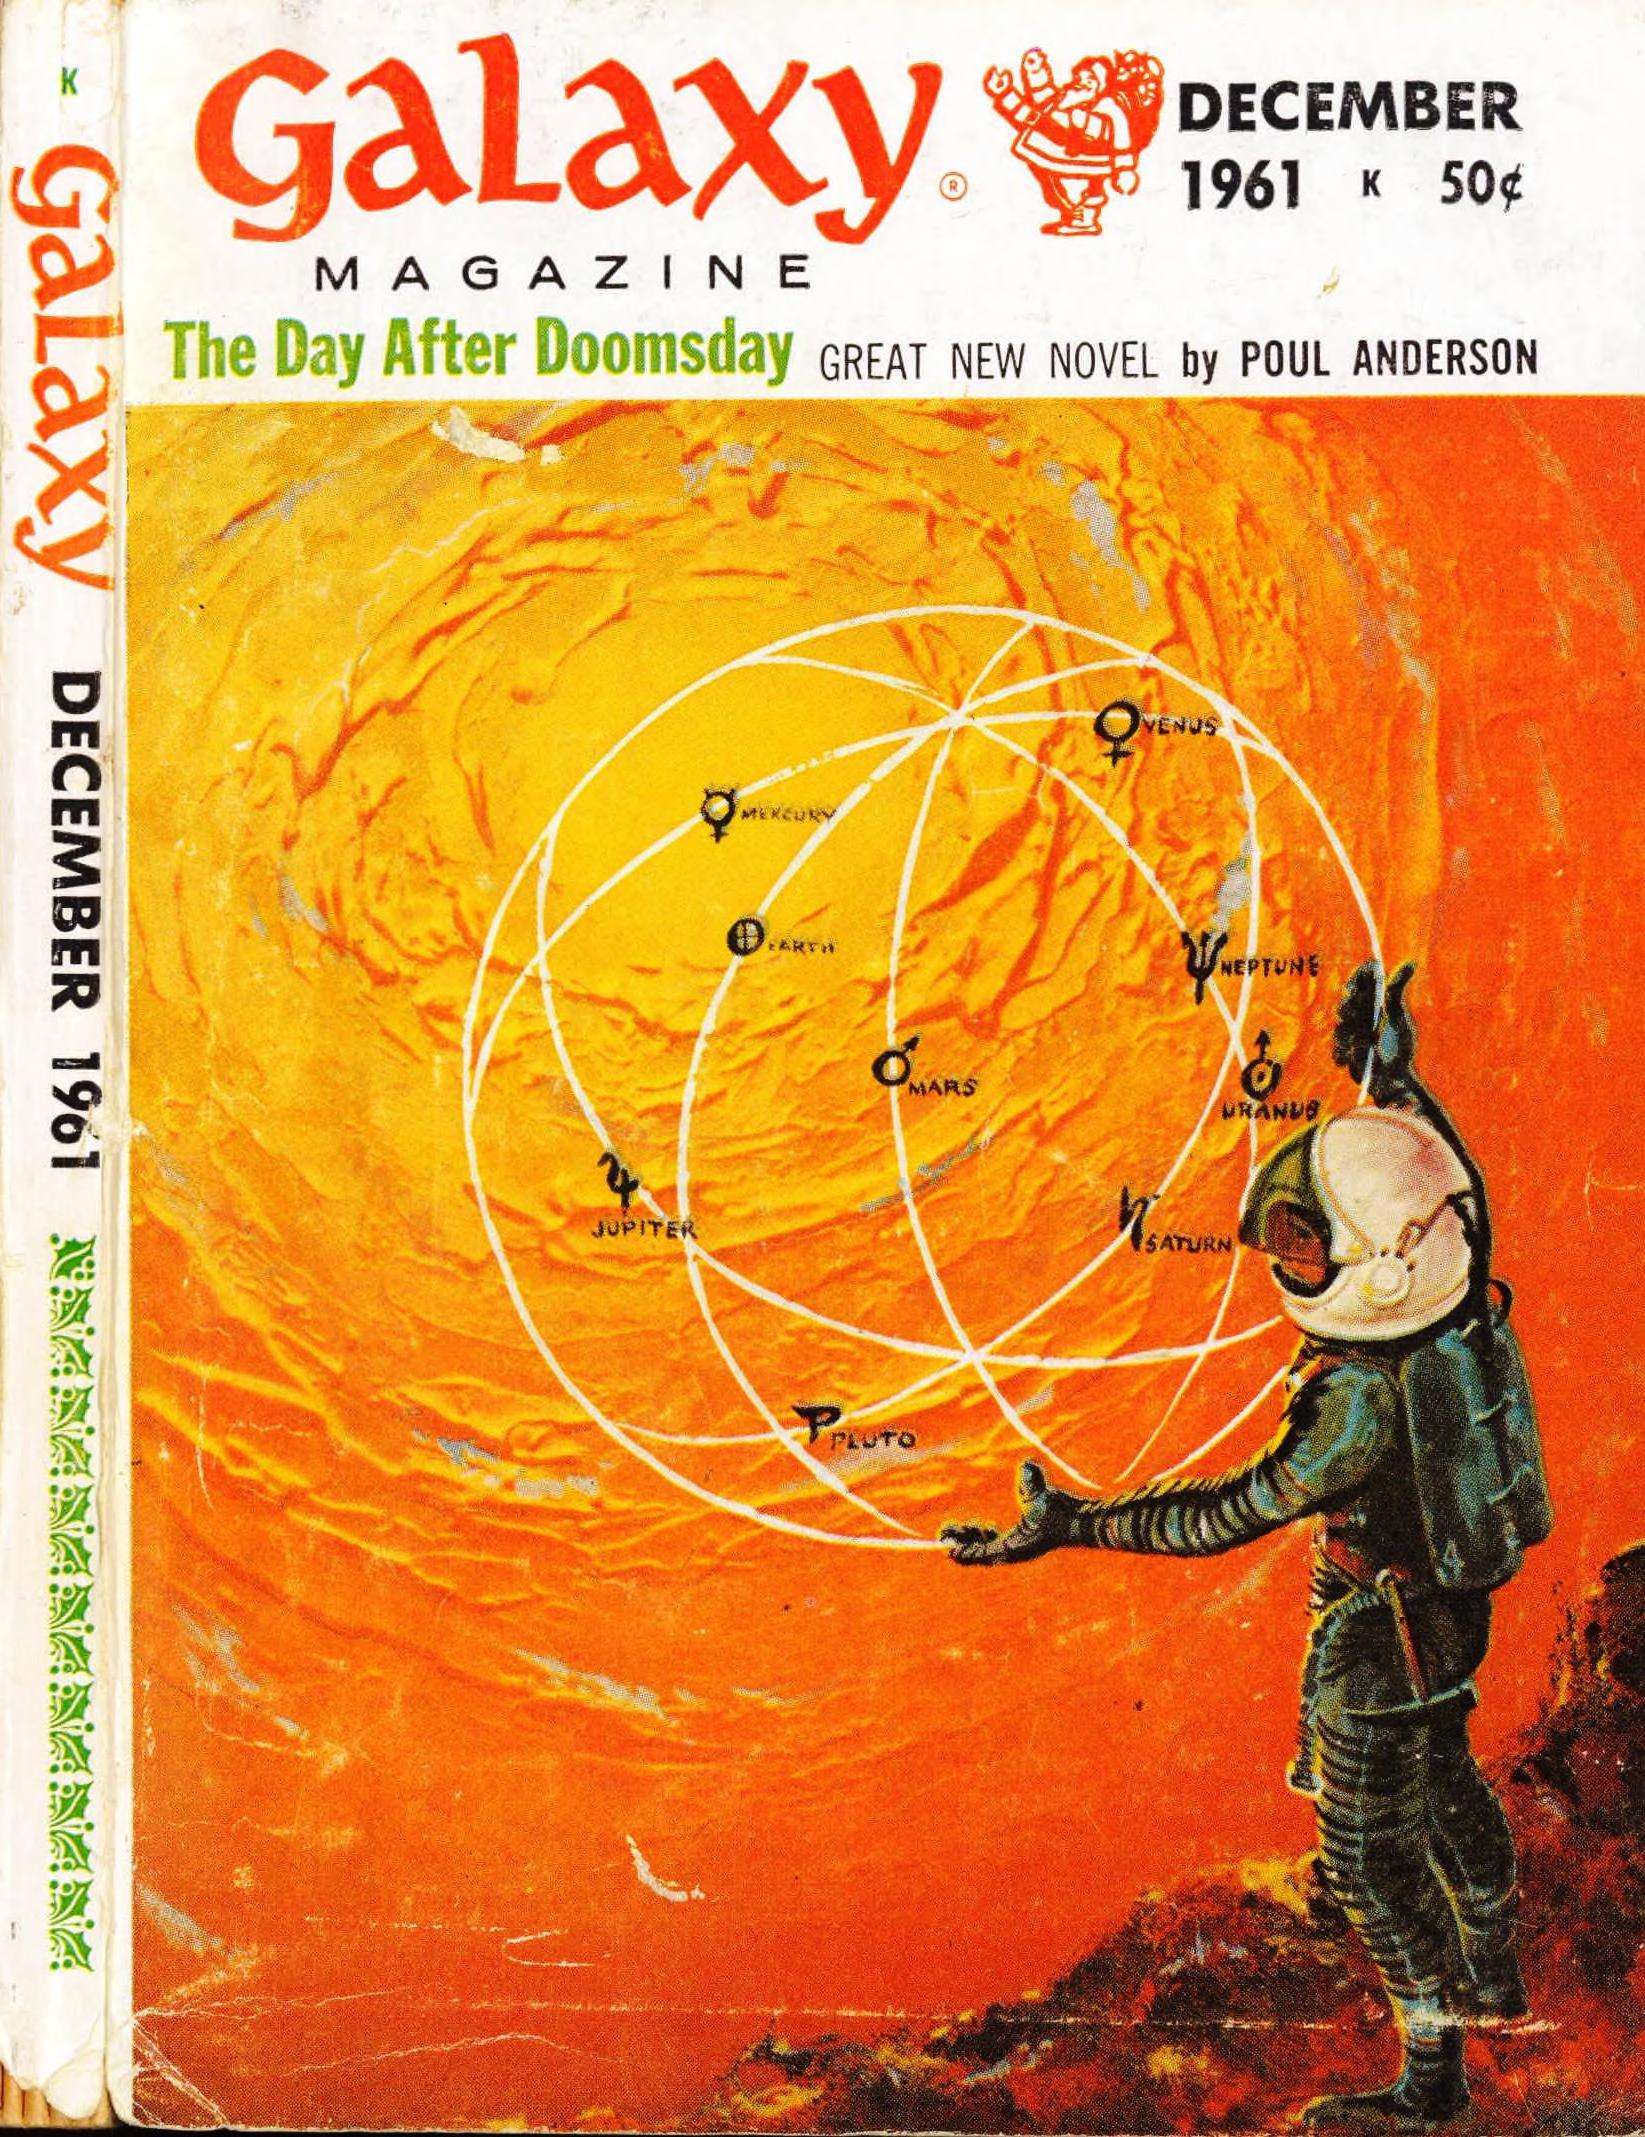 K
Galaxy
DECEMBER 1961
Galaxy®
MAGAZINE
DECEMBER
1961 K 50¢
The Day After Doomsday GREAT NEW NOVEL by POUL ANDERSON
VENUS
MERCURY
EARTH
NEPTUNE
MARS
URANUS
JUPITER
SATURN
PLUTO
4